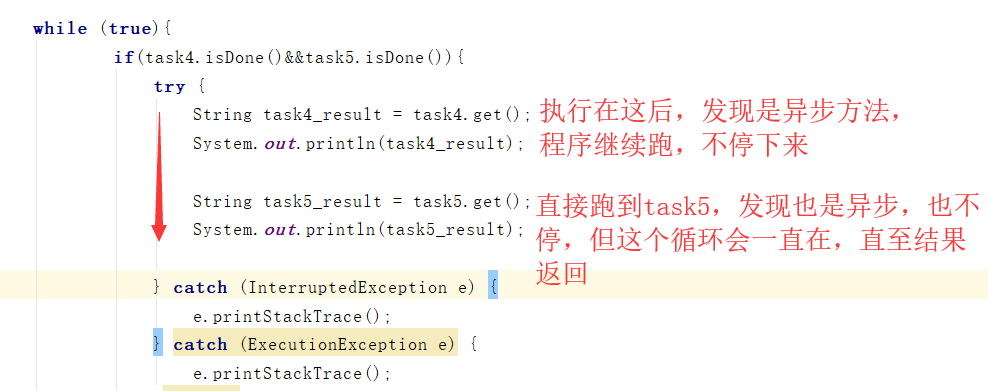 while (true){
if(task4.isDone()&&task5.isDone()){
try {
String task4_result = task4.get();
执行在这后，发现是异步方法，
System.out.println(task4_result);
程序继续跑，不停下来
String task5_result = task5.get();
直接跑到task5，发现也是异步，也不
System.out.println(task5_result);
停，但这个循环会一直在，直至结果
返回
} catch (InterruptedException e) {
e.printStackTrace();
} catch (ExecutionException e) {
e.printStackTrace();